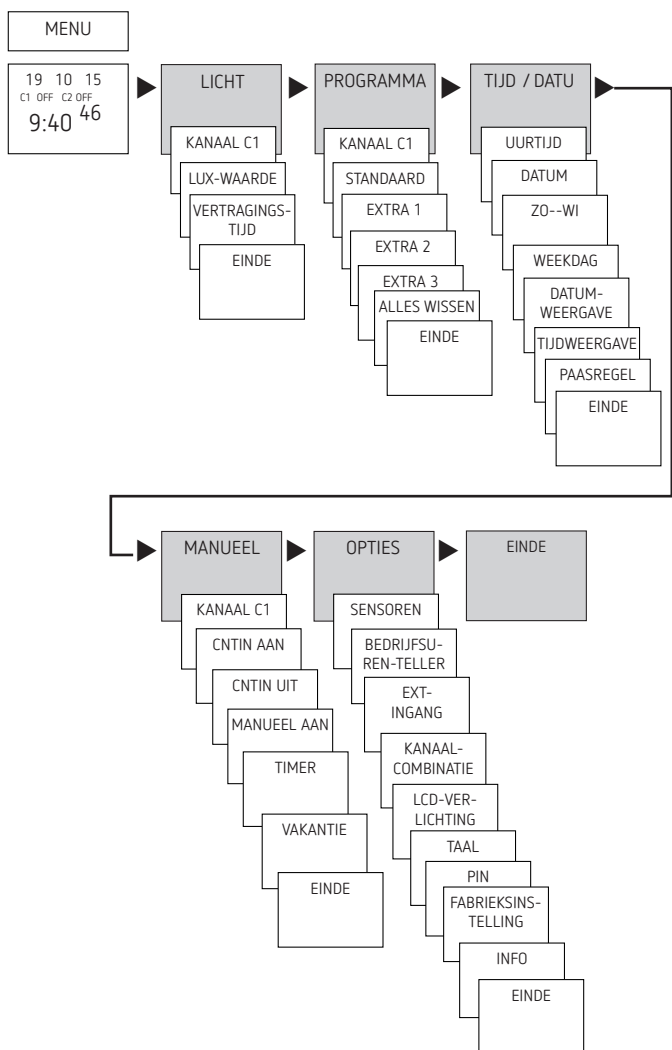 MENU
19 10 15
C1 OFF C2 OFF
9:40 46
LICHT
KANAAL C1
LUX-WAARDE
VERTRAGINGS-
TIJD
EINDE
PROGRAMMA
KANAAL C1
STANDAARD
EXTRA 1
EXTRA 2
EXTRA 3
ALLES WISSEN
EINDE
TIJD / DATU
UURTIJD
DATUM
ZO--WI
WEEKDAG
DATUM-
WEERGAVE
TIJDWEERGAVE
PAASREGEL
EINDE
MANUEEL
KANAAL C1
CNTIN AAN
CNTIN UIT
MANUEEL AAN
TIMER
VAKANTIE
EINDE
OPTIES
SENSOREN
BEDRIJFSU-
REN-TELLER
EXT-
INGANG
KANAAL-
COMBINATIE
LCD-VER-
LICHTING
TAAL
PIN
FABRIEKSINS-
TELLING
INFO
EINDE
EINDE